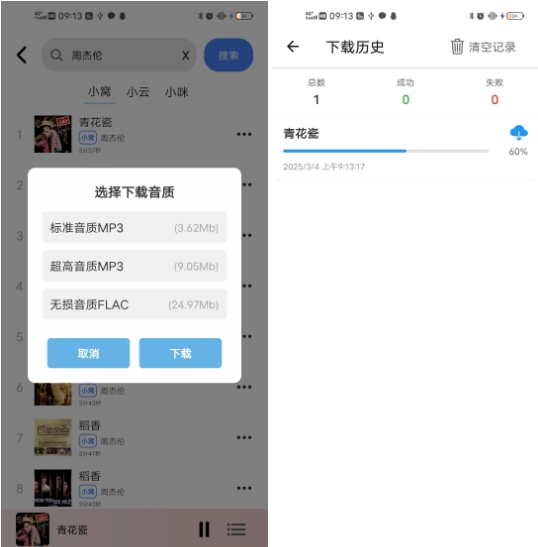 09:13
周杰伦
X
搜索
小窝
小云
小咪
1
青花瓷
小窝
周杰伦
3分57秒
2
3
4
5
选择下载音质
标准音质MP3
(3.62Mb)
超高音质MP3
(9.05Mb)
无损音质FLAC
(24.97Mb)
取消
下载
6
小窝
周杰伦
3分43秒
7
稻香
小窝
周杰伦
3分41秒
8
稻香
小窝
周杰伦
3分43秒
青花瓷
09:13
下载历史
清空记录
总数
成功
失败
1
0
0
青花瓷
60%
2025/3/4 上午9:13:17